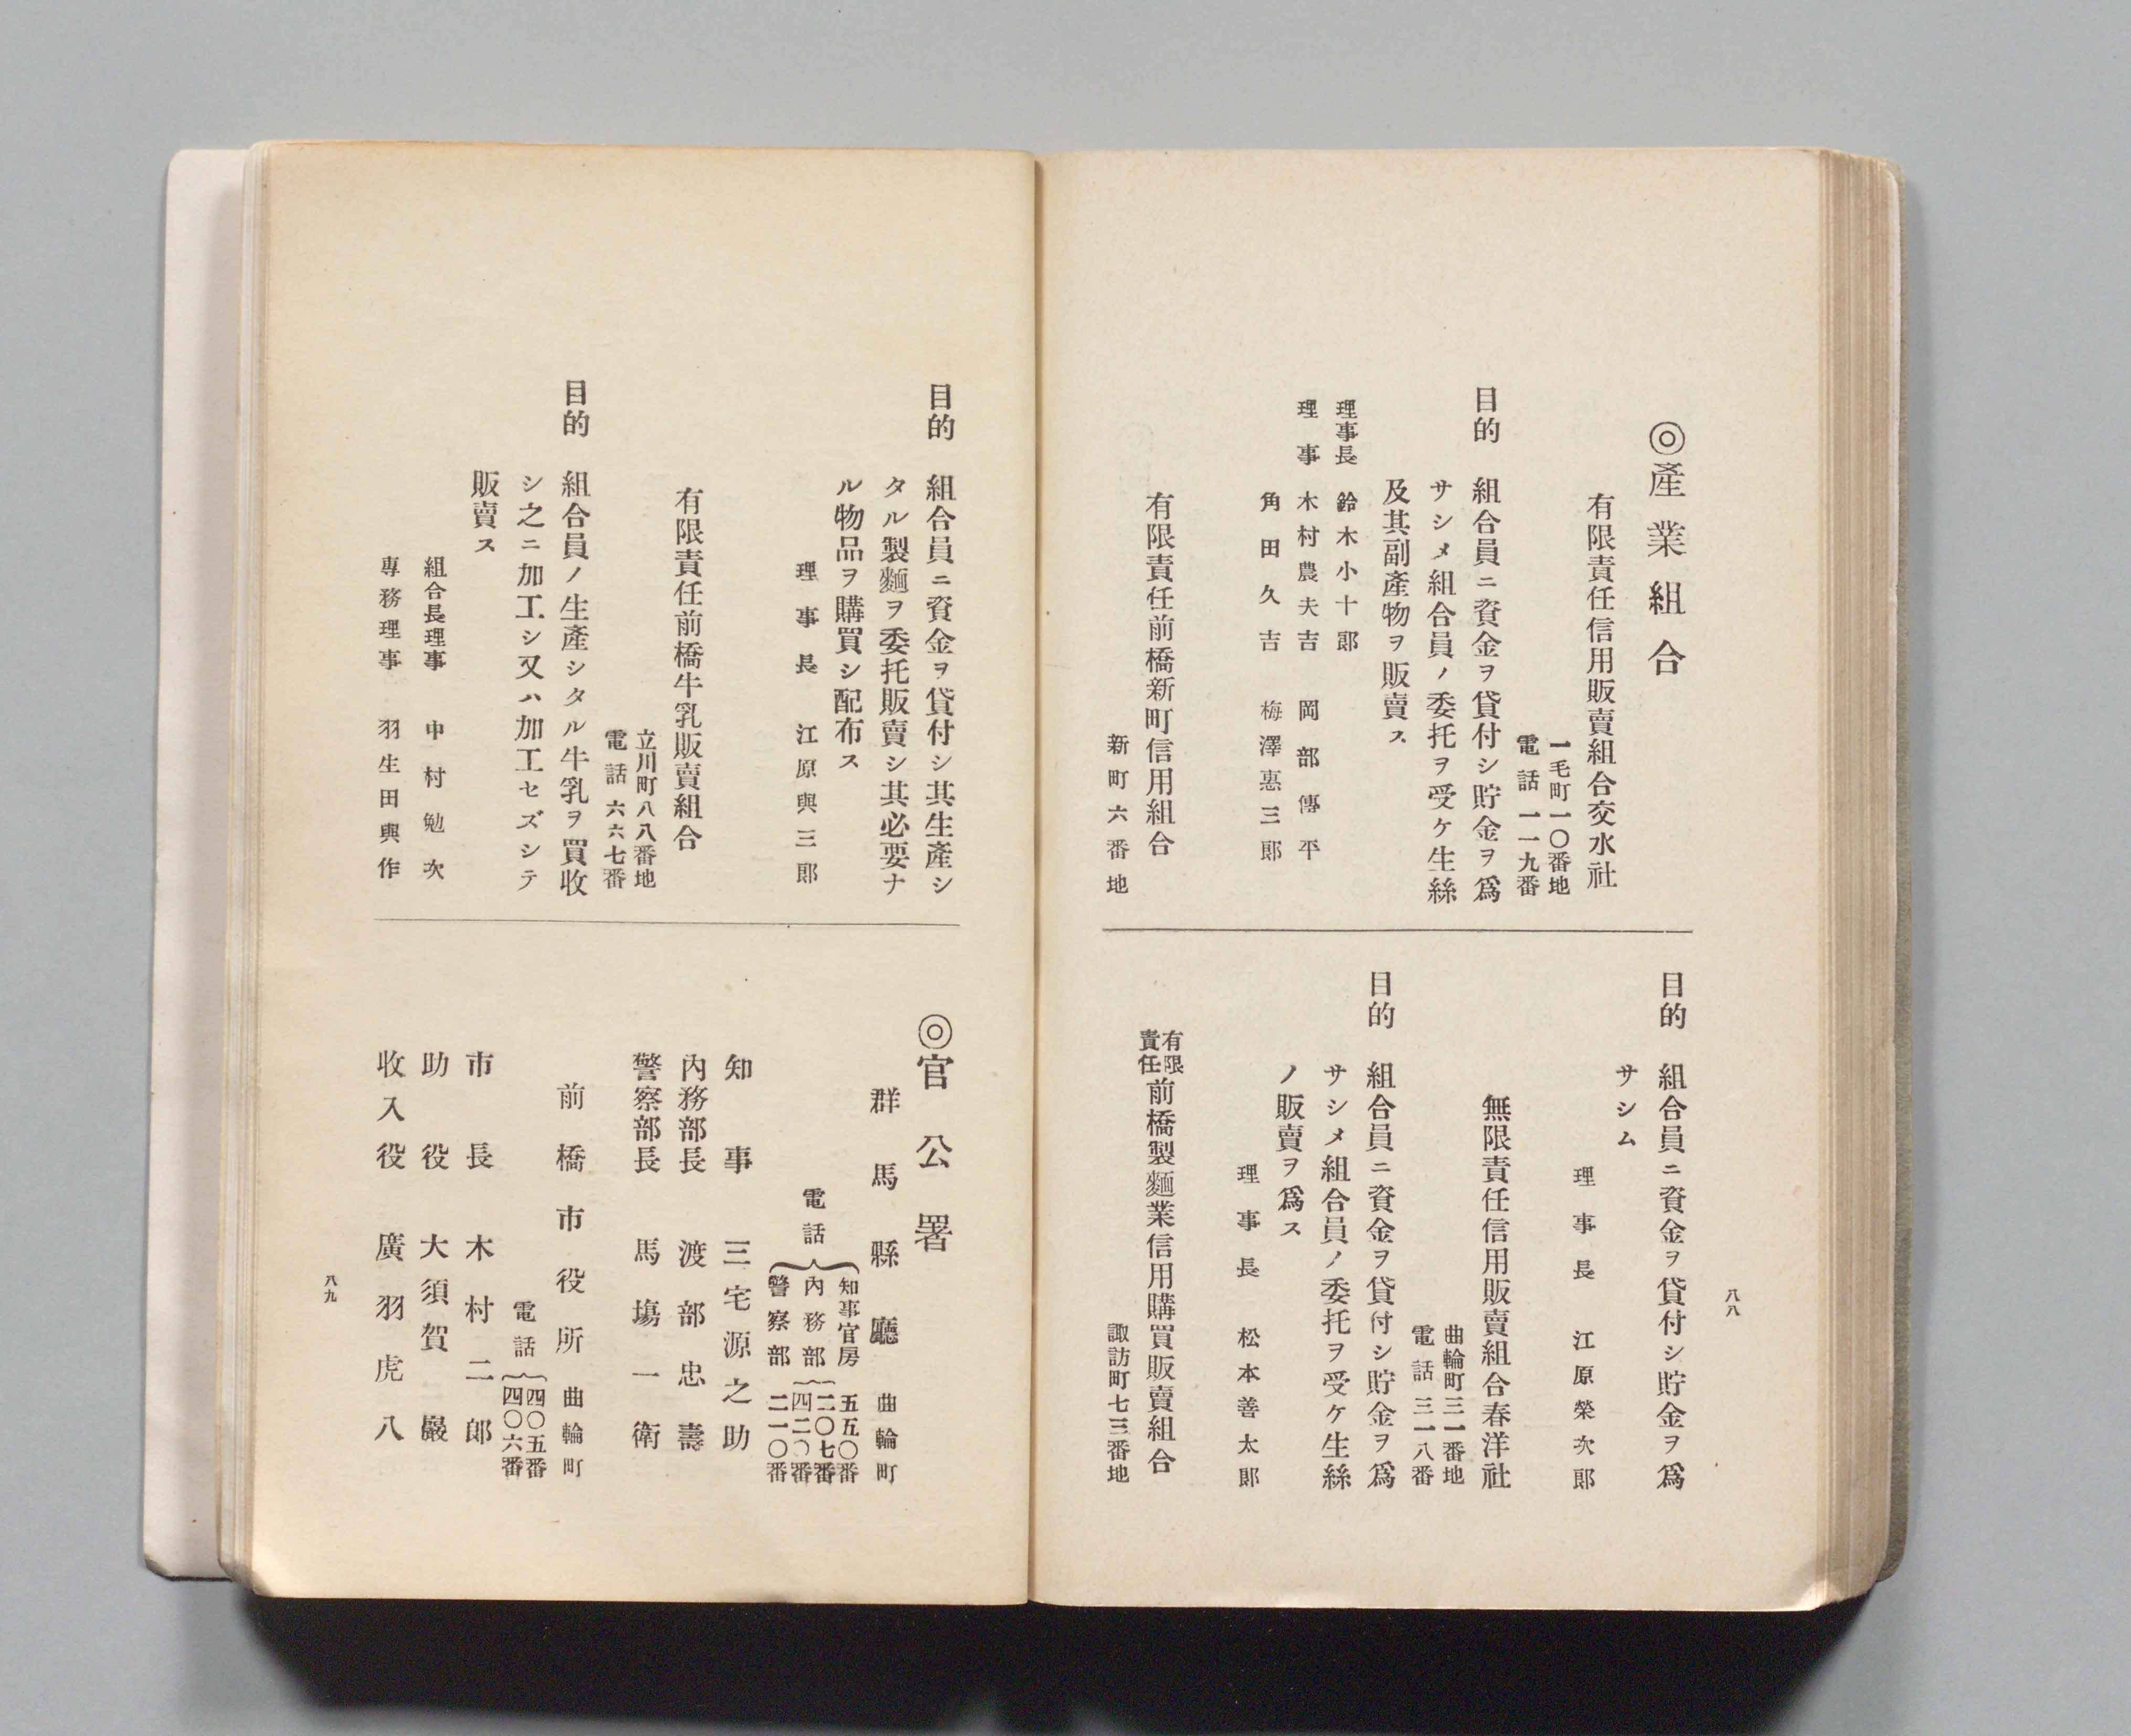 ◎產業組合
有限責任信用販賣組合交水社
一毛町一〇番地
電話一一九番
目的　組合員ニ資金ヲ貸付シ貯金ヲ爲
サシメ組合員ノ委托ヲ受ケ生絲
及其副產物ヲ販賣ス
理事長　鈴木小十郎
理事　木村農夫吉　岡部傳平
角田久吉　梅澤惠三郎
有限責任前橋新町信用組合
新町六番地
目的　組合員ニ資金ヲ貸付シ貯金ヲ爲
サシム
理事長　江原榮次郎
無限責任信用販賣組合春洋社
曲輪町三一番地
電話三一八番
目的　組合員ニ資金ヲ貸付シ貯金ヲ爲
サシメ組合員ノ委托ヲ受ケ生絲
ノ販賣ヲ爲ス
理事長　松本善太郎
有限責任前橋製麵業信用購買販賣組合
諏訪町七三番地
八八
目的　組合員ニ資金ヲ貸付シ其生產シ
タル製麵ヲ委托販賣シ其必要ナ
ル物品ヲ購買シ配布ス
理事長　江原與三郎
有限責任前橋牛乳販賣組合
立川町八八番地
電話六六七番
目的　組合員ノ生產シタル牛乳ヲ買收
シ之ニ加工シ又ハ加工セズシテ
販賣ス
組合長理事　中村勉次
專務理事　羽生田興作
◎官公署
群馬縣廳　曲輪町
知事官房　五五〇番
電話　內務部　二〇七番
四二〇番
警察部　二一〇番
知事　三宅源之助
內務部長　渡部忠壽
警察部長　馬塲一衛
前橋市役所　曲輪町
電話　四〇五番
四〇六番
市長　木村二郎
助役　大須賀巖
收入役　廣羽虎八
八九